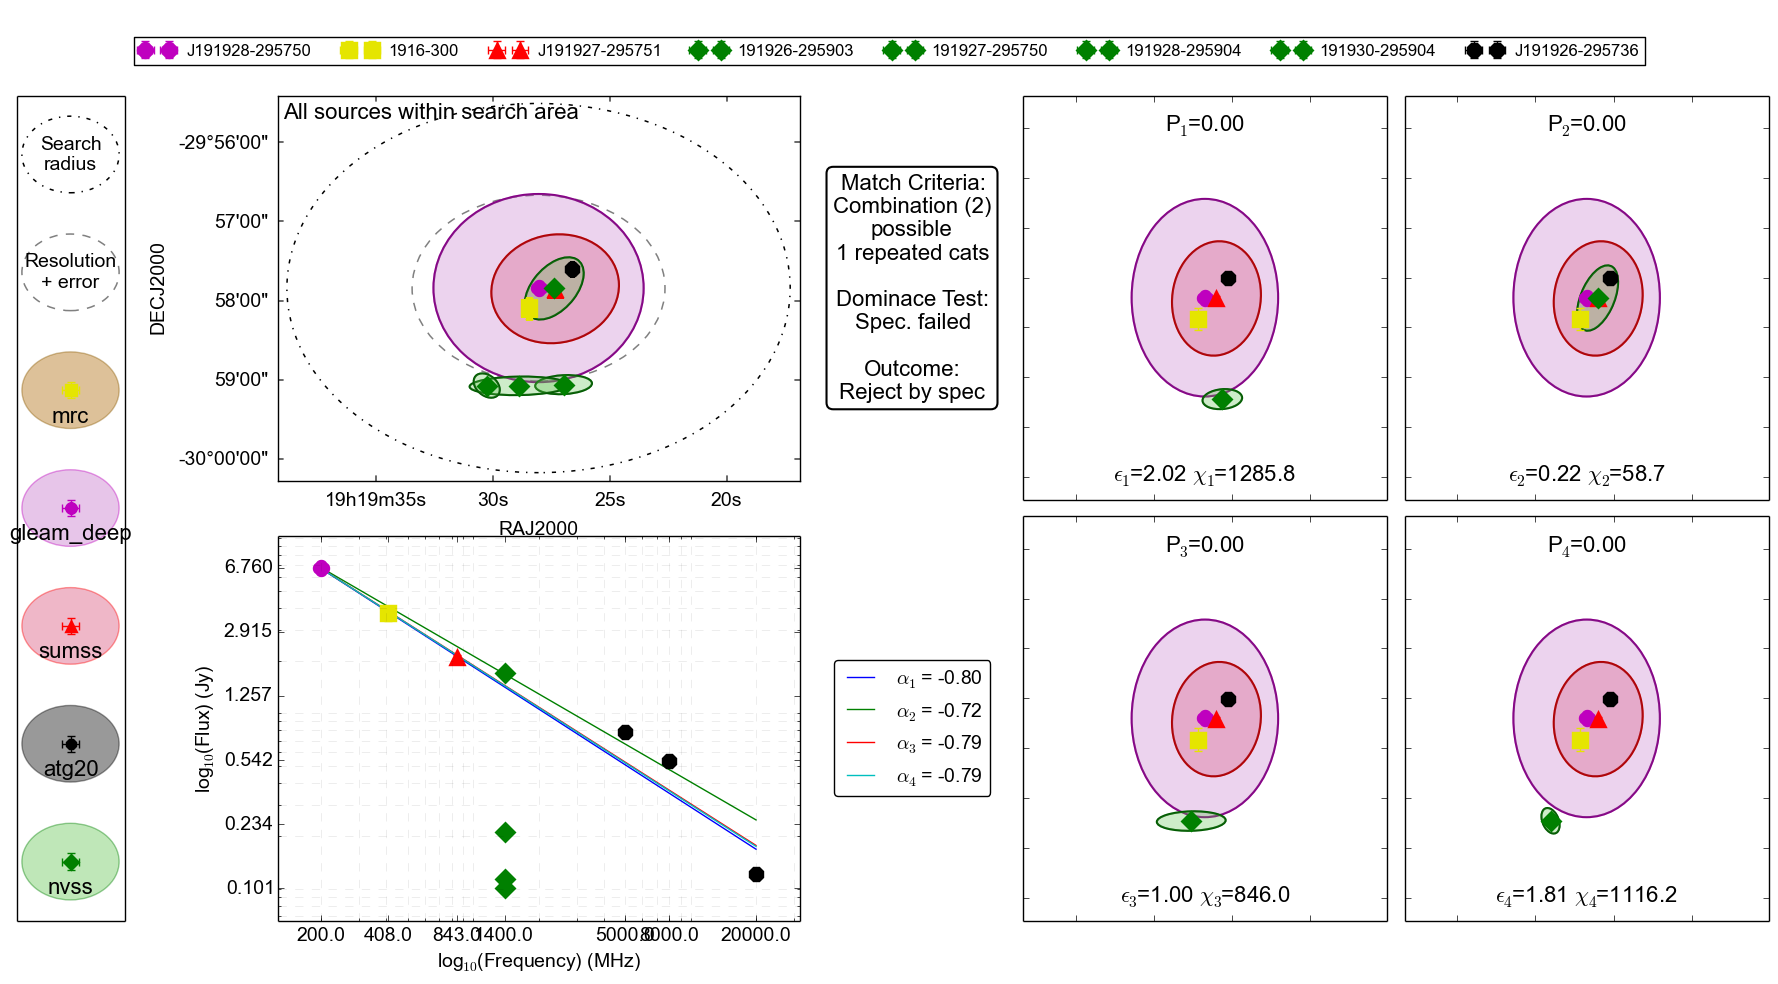 J191928-295750 1916-300 J191927-295751 191926-295903 191927-295750 191928-295904 191930-295904 J191926-295736
Search
radius
Resolution
+ error
mrc
gleam_deep
sumss
atg20
nvss
All sources within search area
DECJ2000
-29°56'00"
57'00"
58'00"
59'00"
-30°00'00"
19h19m35s 30s 25s 20s
RAJ2000
Match Criteria:
Combination (2)
possible
1 repeated cats
Dominace Test:
Spec. failed
Outcome:
Reject by spec
P₁=0.00
ϵ₁=2.02 χ₁=1285.8
P₂=0.00
ϵ₂=0.22 χ₂=58.7
log₁₀(Flux) (Jy)
6.760
2.915
1.257
0.542
0.234
0.101
200.0 408.0 843.0 1400.0 5000.0 8000.0 20000.0
log₁₀(Frequency) (MHz)
α₁ = -0.80
α₂ = -0.72
α₃ = -0.79
α₄ = -0.79
P₃=0.00
ϵ₃=1.00 χ₃=846.0
P₄=0.00
ϵ₄=1.81 χ₄=1116.2